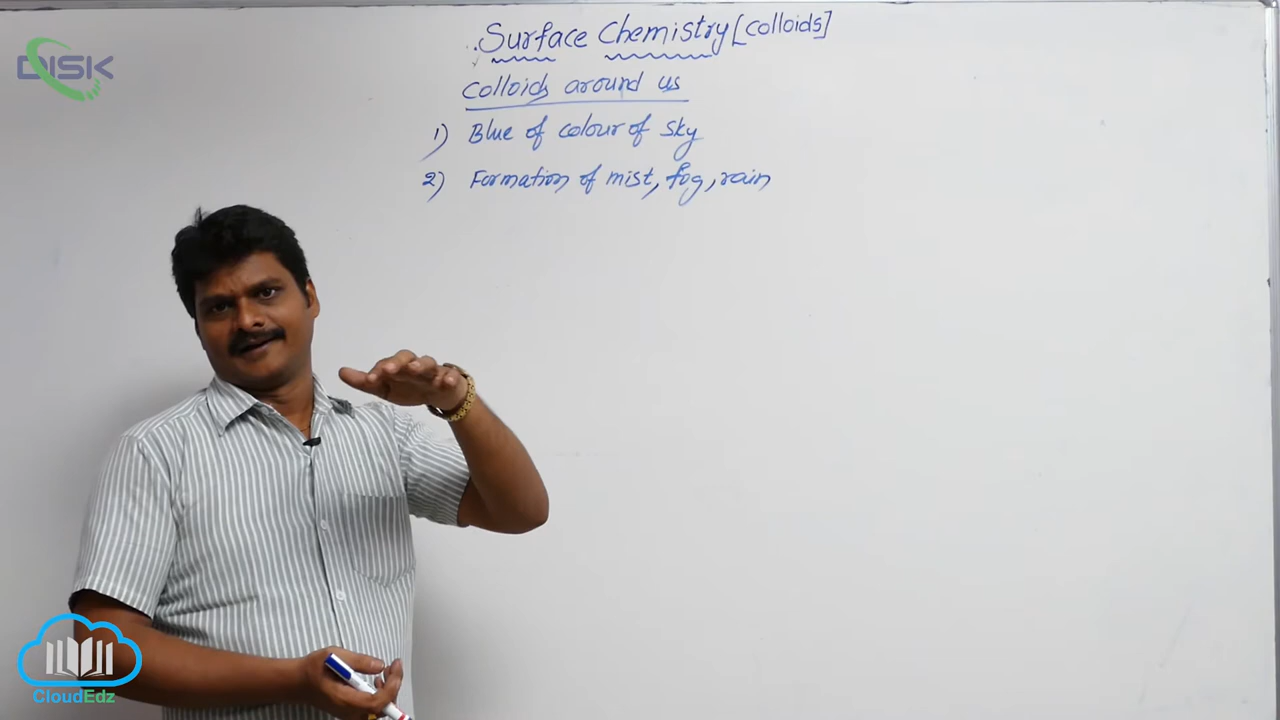 DISK
Surface Chemistry [colloids]
colloids around us
1) Blue of colour of sky
2) Formation of mist, fog, rain
CloudEdz